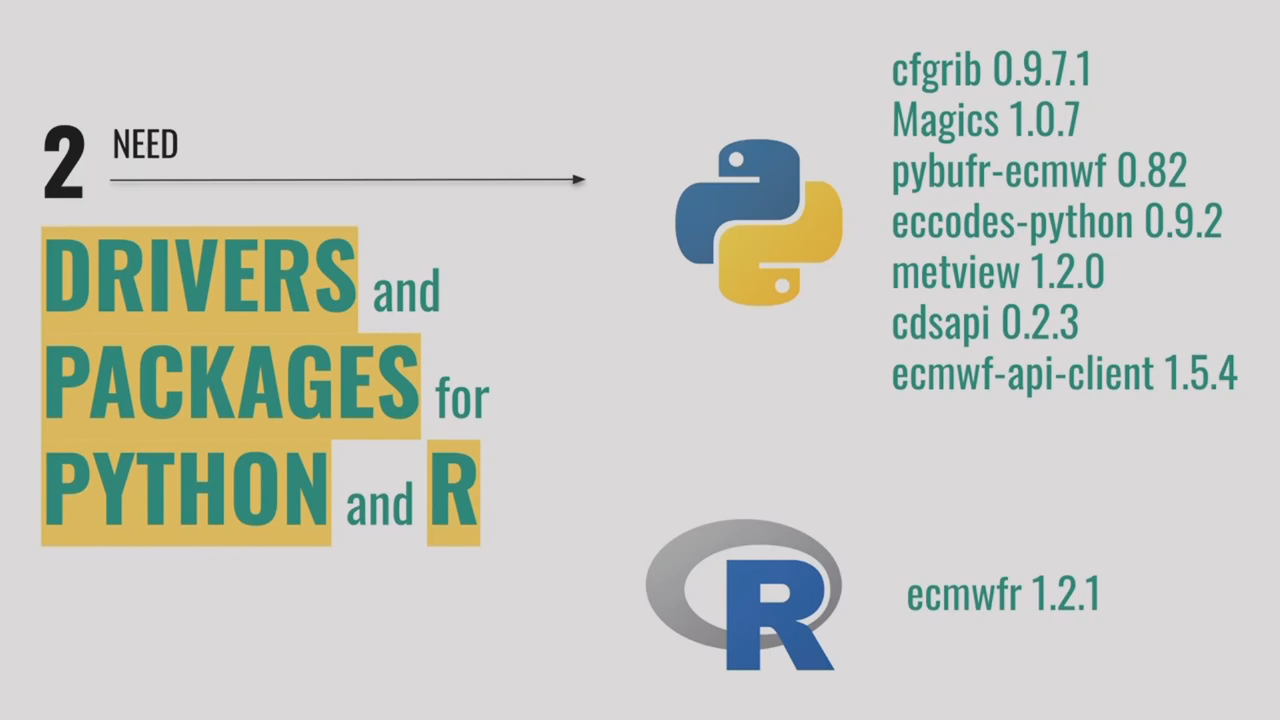 2 NEED
DRIVERS and
PACKAGES for
PYTHON and R
cfgrib 0.9.7.1
Magics 1.0.7
pybufr-ecmwf 0.82
eccodes-python 0.9.2
metview 1.2.0
cdsapi 0.2.3
ecmwf-api-client 1.5.4
R
ecmwfr 1.2.1